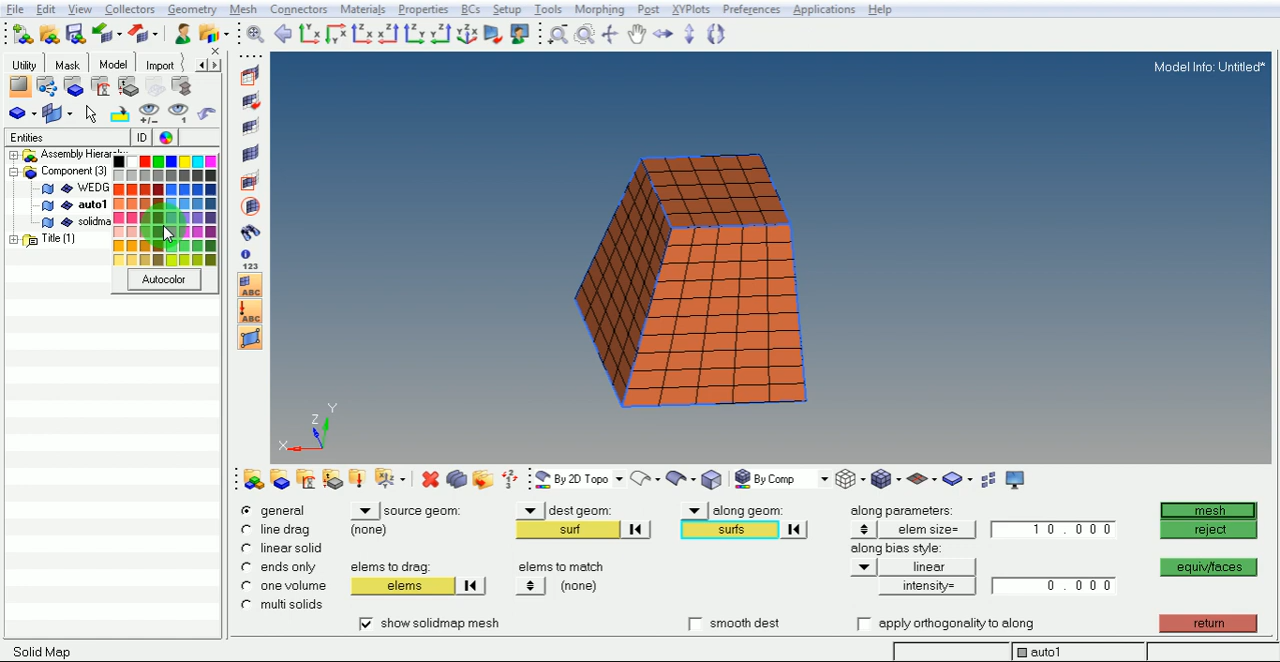 File Edit View Collectors Geometry Mesh Connectors Materials Properties BCs Setup Tools Morphing Post XYPlots Preferences Applications Help
Utility Mask Model Import
Model Info: Untitled*
Entities ID
Assembly Hierarc
Component (3)
WEDG
auto1
solidma
Title (1)
Autocolor
1
123
ABC
ABC
X Y Z
By 2D Topo By Comp
general source geom: dest geom: along geom: along parameters: mesh
line drag (none) surf surfs elem size= 10.000 reject
linear solid along bias style:
ends only elems to drag: elems to match linear equiv/faces
one volume elems (none) intensity= 0.000
multi solids
show solidmap mesh smooth dest apply orthogonality to along return
Solid Map auto1